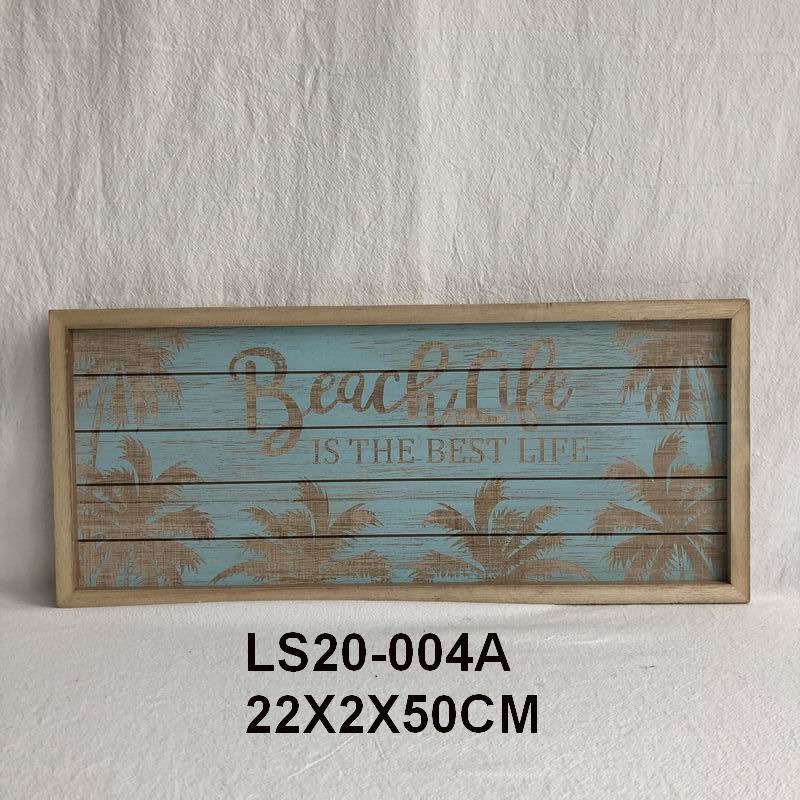 Beach Life
IS THE BEST LIFE
LS20-004A
22X2X50CM